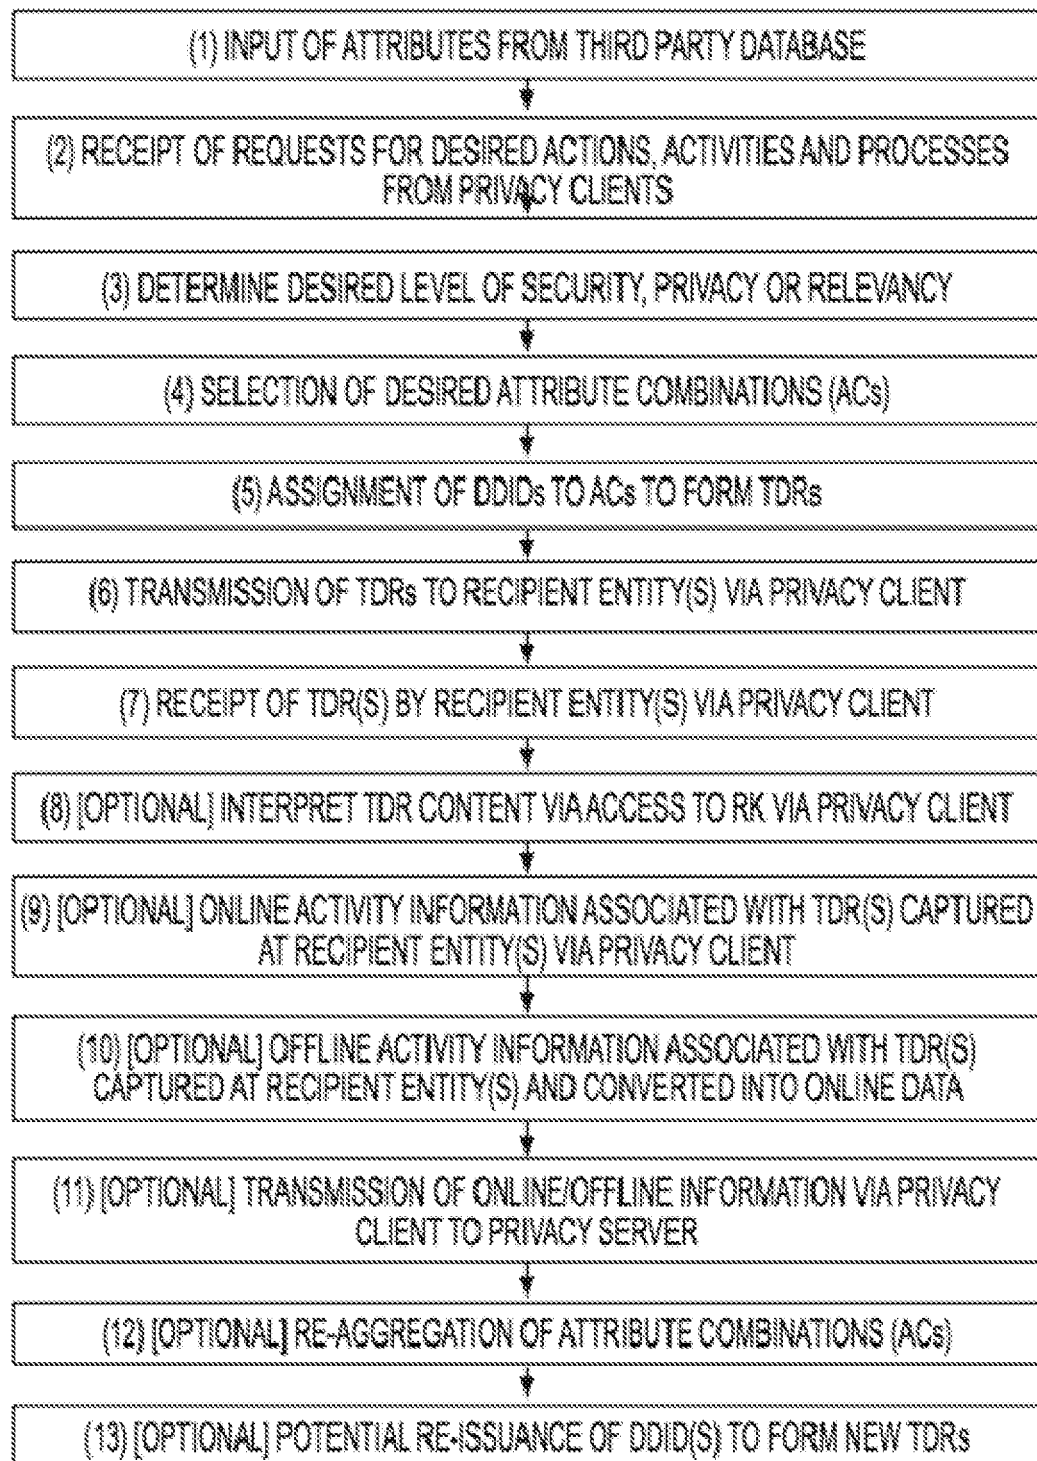 (1) INPUT OF ATTRIBUTES FROM THIRD PARTY DATABASE
(2) RECEIPT OF REQUESTS FOR DESIRED ACTIONS, ACTIVITIES AND PROCESSES
FROM PRIVACY CLIENTS
(3) DETERMINE DESIRED LEVEL OF SECURITY, PRIVACY OR RELEVANCY
(4) SELECTION OF DESIRED ATTRIBUTE COMBINATIONS (ACs)
(5) ASSIGNMENT OF DDIDs TO ACs TO FORM TDRs
(6) TRANSMISSION OF TDRs TO RECIPIENT ENTITY(S) VIA PRIVACY CLIENT
(7) RECEIPT OF TDR(S) BY RECIPIENT ENTITY(S) VIA PRIVACY CLIENT
(8) [OPTIONAL] INTERPRET TDR CONTENT VIA ACCESS TO RK VIA PRIVACY CLIENT
(9) [OPTIONAL] ONLINE ACTIVITY INFORMATION ASSOCIATED WITH TDR(S) CAPTURED
AT RECIPIENT ENTITY(S) VIA PRIVACY CLIENT
(10) [OPTIONAL] OFFLINE ACTIVITY INFORMATION ASSOCIATED WITH TDR(S)
CAPTURED AT RECIPIENT ENTITY(S) AND CONVERTED INTO ONLINE DATA
(11) [OPTIONAL] TRANSMISSION OF ONLINE/OFFLINE INFORMATION VIA PRIVACY
CLIENT TO PRIVACY SERVER
(12) [OPTIONAL] RE-AGGREGATION OF ATTRIBUTE COMBINATIONS (ACs)
(13) [OPTIONAL] POTENTIAL RE-ISSUANCE OF DDID(S) TO FORM NEW TDRs